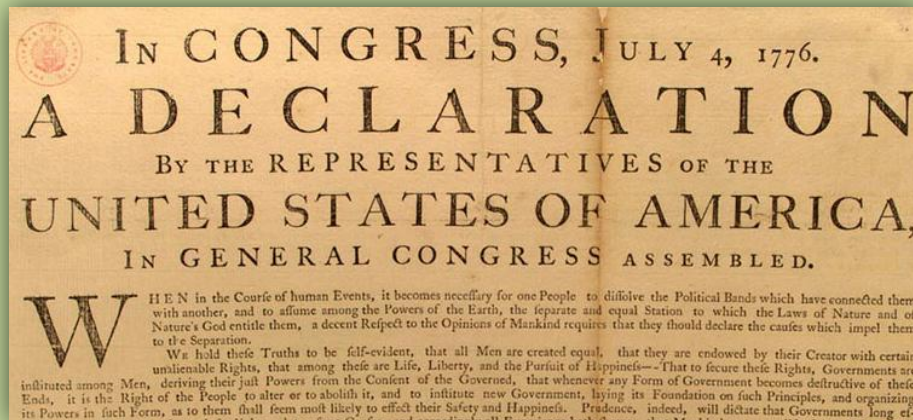 IN CONGRESS, JULY 4, 1776.
A DECLARATION
BY THE REPRESENTATIVES OF THE
UNITED STATES OF AMERICA,
IN GENERAL CONGRESS ASSEMBLED.
WHEN in the Courſe of human Events, it becomes neceſſary for one People to diſſolve the Political Bands which have connected them
with another, and to aſſume among the Powers of the Earth, the ſeparate and equal Station to which the Laws of Nature and of
Nature's God entitle them, a decent Reſpect to the Opinions of Mankind requires that they ſhould declare the cauſes which impel them
to the Separation.
WE hold theſe Truths to be ſelf-evident, that all Men are created equal, that they are endowed by their Creator with certain
unalienable Rights, that among theſe are Life, Liberty, and the Purſuit of Happineſs--That to ſecure theſe Rights, Governments are
inſtituted among Men, deriving their juſt Powers from the Conſent of the Governed, that whenever any Form of Government becomes deſtructive of theſe
Ends, it is the Right of the People to alter or to aboliſh it, and to inſtitute new Government, laying its Foundation on ſuch Principles, and organizing
its Powers in ſuch Form, as to them ſhall ſeem moſt likely to effect their Safety and Happineſs. Prudence, indeed, will dictate that Governments long